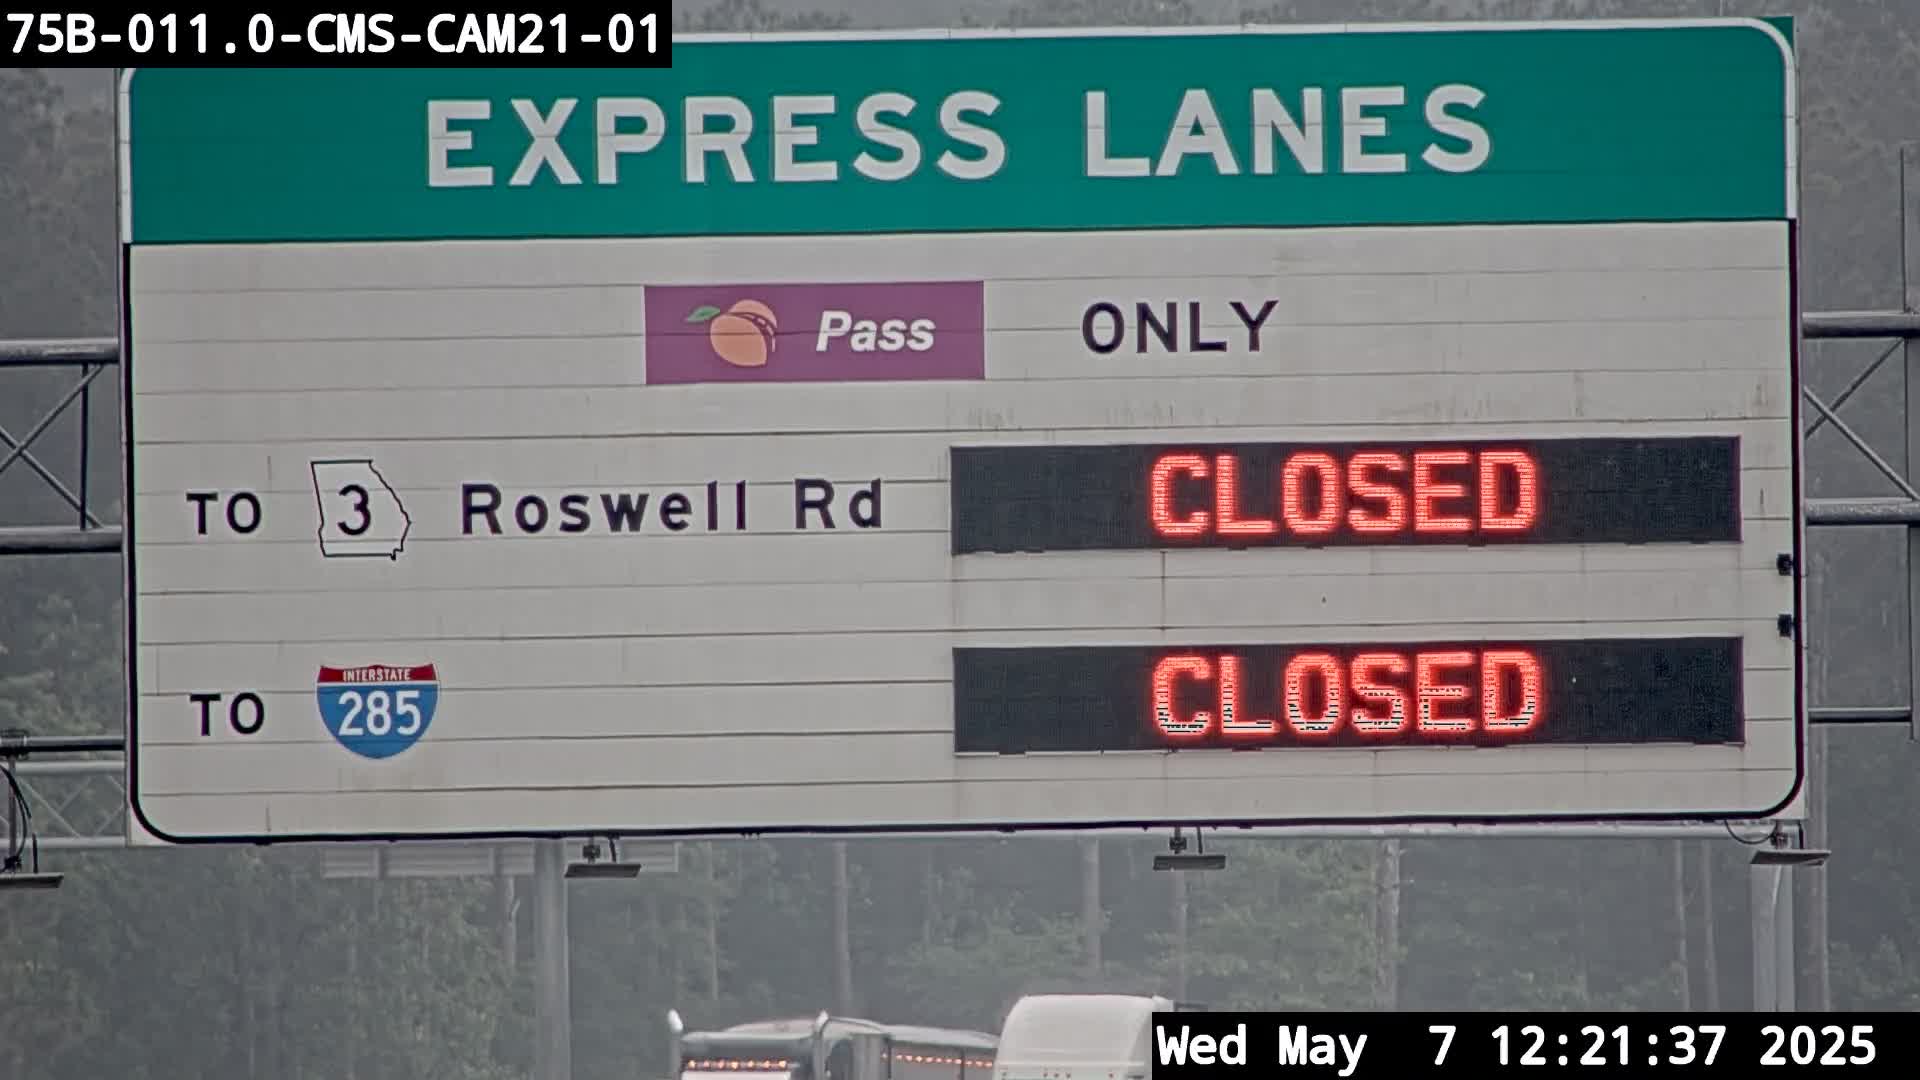 75B-011.0-CMS-CAM21-01
EXPRESS LANES
Pass ONLY
TO 3 Roswell Rd CLOSED
INTERSTATE
TO 285 CLOSED
Wed May 7 12:21:37 2025